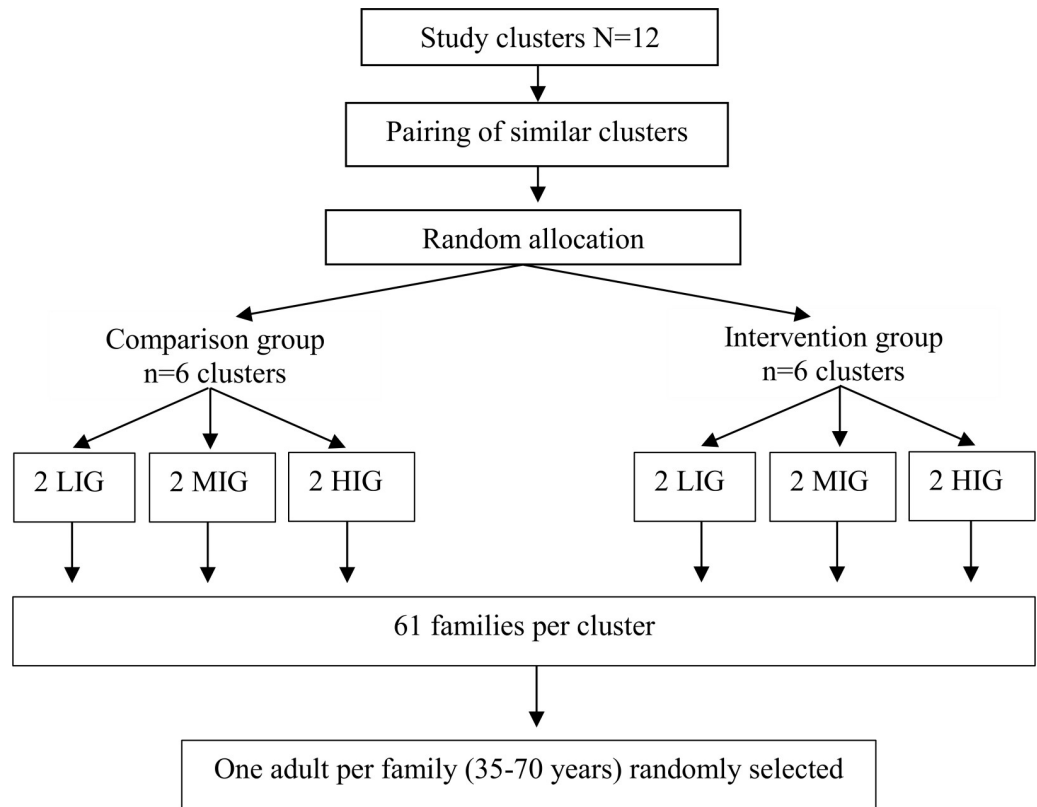 Study clusters N=12
Pairing of similar clusters
Random allocation
Comparison group
n=6 clusters
Intervention group
n=6 clusters
2 LIG
2 MIG
2 HIG
2 LIG
2 MIG
2 HIG
61 families per cluster
One adult per family (35-70 years) randomly selected